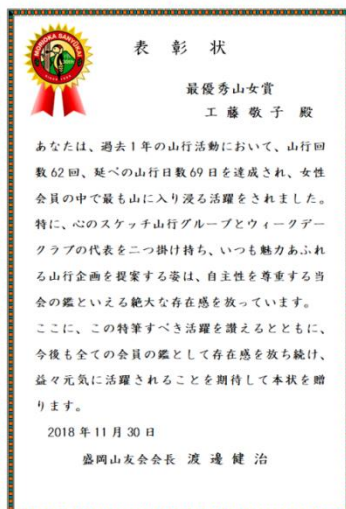 MORIOKA SANYUKAI
表彰状
最優秀山女賞
工藤敬子 殿
あなたは、過去1年の山行活動において、山行回
数62回、延べの山行日数69日を達成され、女性
会員の中で最も山に入り浸る活躍をされました。
特に、心のスケッチ山行グループとウィークデー
クラブの代表を二つ掛け持ち、いつも魅力あふれ
る山行企画を提案する姿は、自主性を尊重する当
会の鑑といえる絶大な存在感を放っています。
ここに、この特筆すべき活躍を讃えるとともに、
今後も全ての会員の鑑として存在感を放ち続け、
益々元気に活躍されることを期待して本状を贈
ります。
2018年11月30日
盛岡山友会会長 渡邊健治